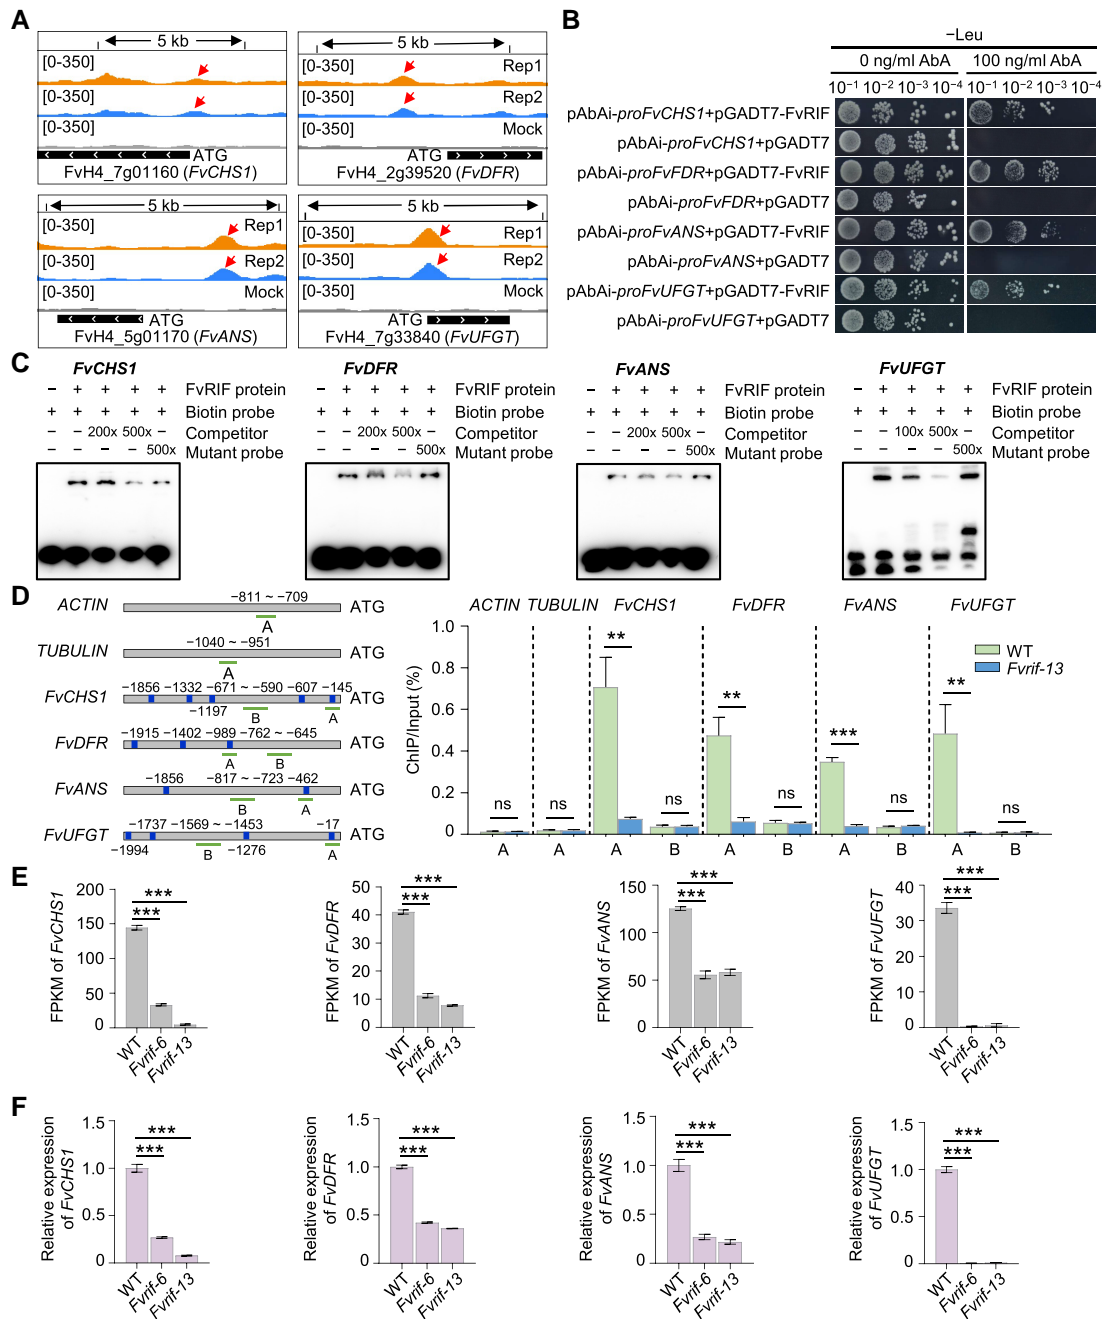 A
5 kb
[0-350]
[0-350]
[0-350]
ATG
FvH4_7g01160 (FvCHS1)
5 kb
[0-350] Rep1
[0-350] Rep2
[0-350] Mock
ATG
FvH4_2g39520 (FvDFR)
5 kb
[0-350] Rep1
[0-350] Rep2
[0-350] Mock
ATG
FvH4_5g01170 (FvANS)
5 kb
[0-350] Rep1
[0-350] Rep2
[0-350] Mock
ATG
FvH4_7g33840 (FvUFGT)
B
−Leu
0 ng/ml AbA 100 ng/ml AbA
10⁻¹ 10⁻² 10⁻³ 10⁻⁴ 10⁻¹ 10⁻² 10⁻³ 10⁻⁴
pAbAi-proFvCHS1+pGADT7-FvRIF
pAbAi-proFvCHS1+pGADT7
pAbAi-proFvFDR+pGADT7-FvRIF
pAbAi-proFvFDR+pGADT7
pAbAi-proFvANS+pGADT7-FvRIF
pAbAi-proFvANS+pGADT7
pAbAi-proFvUFGT+pGADT7-FvRIF
pAbAi-proFvUFGT+pGADT7
C
FvCHS1
− + + + + FvRIF protein
+ + + + + Biotin probe
− − 200x 500x − Competitor
− − − − 500x Mutant probe
FvDFR
− + + + + FvRIF protein
+ + + + + Biotin probe
− − 200x 500x − Competitor
− − − − 500x Mutant probe
FvANS
− + + + + FvRIF protein
+ + + + + Biotin probe
− − 200x 500x − Competitor
− − − − 500x Mutant probe
FvUFGT
− + + + + FvRIF protein
+ + + + + Biotin probe
− − 100x 500x − Competitor
− − − − 500x Mutant probe
D
ACTIN −811 ~ −709 ATG
A
TUBULIN −1040 ~ −951 ATG
A
FvCHS1 −1856 −1332 −671 ~ −590 −607 −145 ATG
−1197 B A
FvDFR −1915 −1402 −989 −762 ~ −645 ATG
A B
FvANS −1856 −817 ~ −723 −462 ATG
B A
FvUFGT −1737 −1569 ~ −1453 −17 ATG
−1994 B −1276 A
ACTIN TUBULIN FvCHS1 FvDFR FvANS FvUFGT
ChIP/Input (%)
1.0
0.8
0.6
0.4
0.2
0
WT
Fvrif-13
ns ns ** ns ** ns *** ns ** ns
A A A B A B A B A B
E
FPKM of FvCHS1
200
150
100
50
0
***
***
WT Fvrif-6 Fvrif-13
FPKM of FvDFR
50
40
30
20
10
0
***
***
WT Fvrif-6 Fvrif-13
FPKM of FvANS
150
100
50
0
***
***
WT Fvrif-6 Fvrif-13
FPKM of FvUFGT
40
30
20
10
0
***
***
WT Fvrif-6 Fvrif-13
F
Relative expression
of FvCHS1
1.5
1.0
0.5
0
***
***
WT Fvrif-6 Fvrif-13
Relative expression
of FvDFR
1.5
1.0
0.5
0
***
***
WT Fvrif-6 Fvrif-13
Relative expression
of FvANS
1.5
1.0
0.5
0
***
***
WT Fvrif-6 Fvrif-13
Relative expression
of FvUFGT
1.5
1.0
0.5
0
***
***
WT Fvrif-6 Fvrif-13